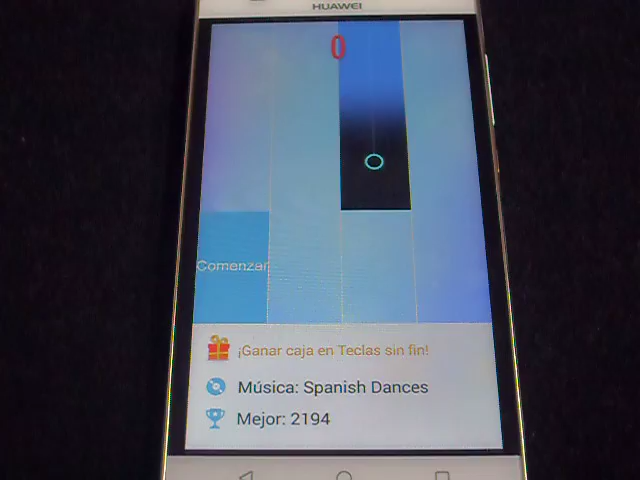 HUAWEI
0
Comenzar
¡Ganar caja en Teclas sin fin!
Música: Spanish Dances
Mejor: 2194